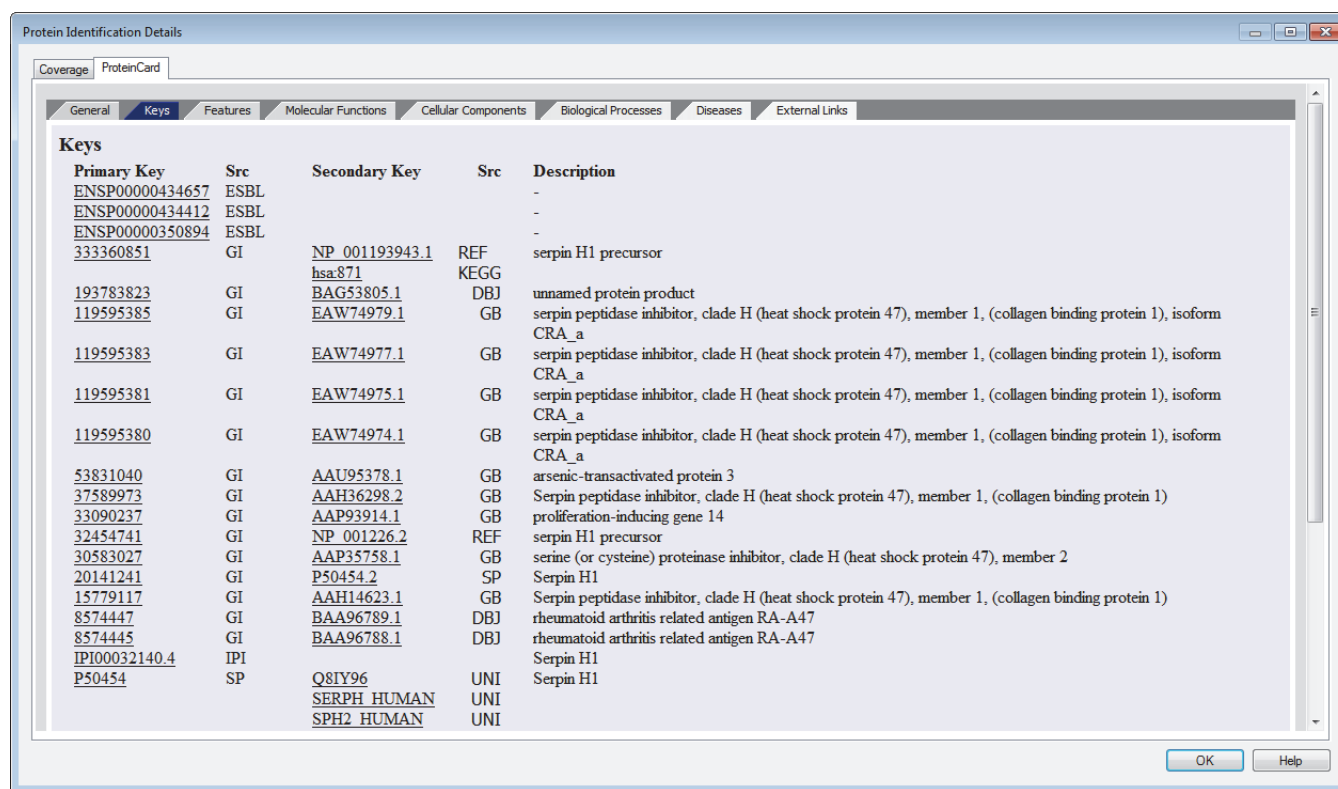 Protein Identification Details
Coverage ProteinCard
General Keys Features Molecular Functions Cellular Components Biological Processes Diseases External Links
Keys
Primary Key Src Secondary Key Src Description
ENSP00000434657 ESBL -
ENSP00000434412 ESBL -
ENSP00000350894 ESBL -
333360851 GI NP_001193943.1 REF serpin H1 precursor
hsa:871 KEGG
193783823 GI BAG53805.1 DBJ unnamed protein product
119595385 GI EAW74979.1 GB serpin peptidase inhibitor, clade H (heat shock protein 47), member 1, (collagen binding protein 1), isoform
CRA_a
119595383 GI EAW74977.1 GB serpin peptidase inhibitor, clade H (heat shock protein 47), member 1, (collagen binding protein 1), isoform
CRA_a
119595381 GI EAW74975.1 GB serpin peptidase inhibitor, clade H (heat shock protein 47), member 1, (collagen binding protein 1), isoform
CRA_a
119595380 GI EAW74974.1 GB serpin peptidase inhibitor, clade H (heat shock protein 47), member 1, (collagen binding protein 1), isoform
CRA_a
53831040 GI AAU95378.1 GB arsenic-transactivated protein 3
37589973 GI AAH36298.2 GB Serpin peptidase inhibitor, clade H (heat shock protein 47), member 1, (collagen binding protein 1)
33090237 GI AAP93914.1 GB proliferation-inducing gene 14
32454741 GI NP_001226.2 REF serpin H1 precursor
30583027 GI AAP35758.1 GB serine (or cysteine) proteinase inhibitor, clade H (heat shock protein 47), member 2
20141241 GI P50454.2 SP Serpin H1
15779117 GI AAH14623.1 GB Serpin peptidase inhibitor, clade H (heat shock protein 47), member 1, (collagen binding protein 1)
8574447 GI BAA96789.1 DBJ rheumatoid arthritis related antigen RA-A47
8574445 GI BAA96788.1 DBJ rheumatoid arthritis related antigen RA-A47
IPI00032140.4 IPI Serpin H1
P50454 SP Q8IY96 UNI Serpin H1
SERPH_HUMAN UNI
SPH2_HUMAN UNI
OK Help